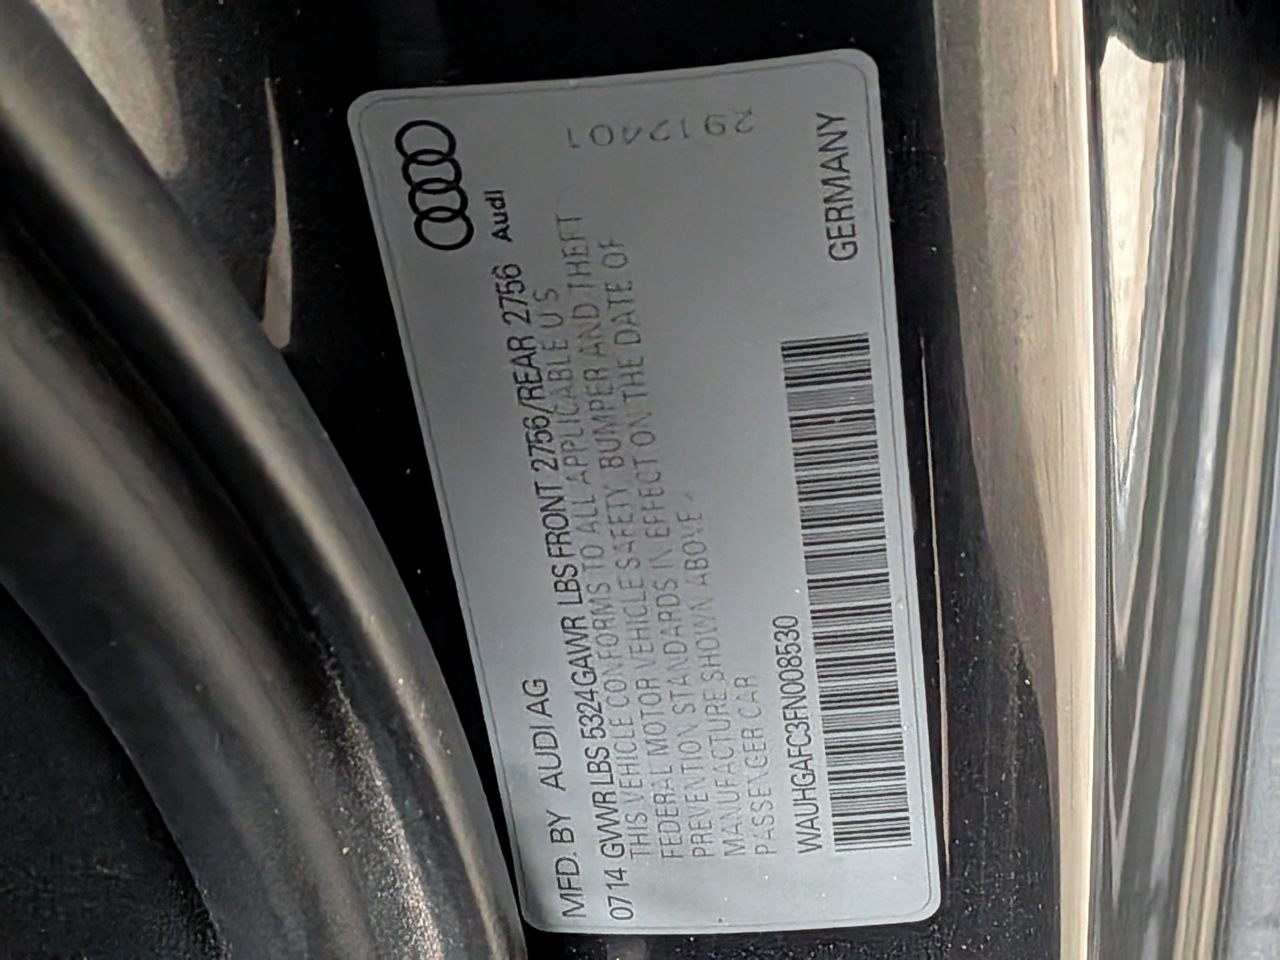 MFD. BY AUDI AG
Audi
0714 GVWR LBS 5324 GAWR LBS FRONT 2756/REAR 2756
THIS VEHICLE CONFORMS TO ALL APPLICABLE US
FEDERAL MOTOR VEHICLE SAFETY, BUMPER AND THEFT
PREVENTION STANDARDS IN EFFECT ON THE DATE OF
MANUFACTURE SHOWN ABOVE.
PASSENGER CAR
WAUHGAFC3FN008530
GERMANY